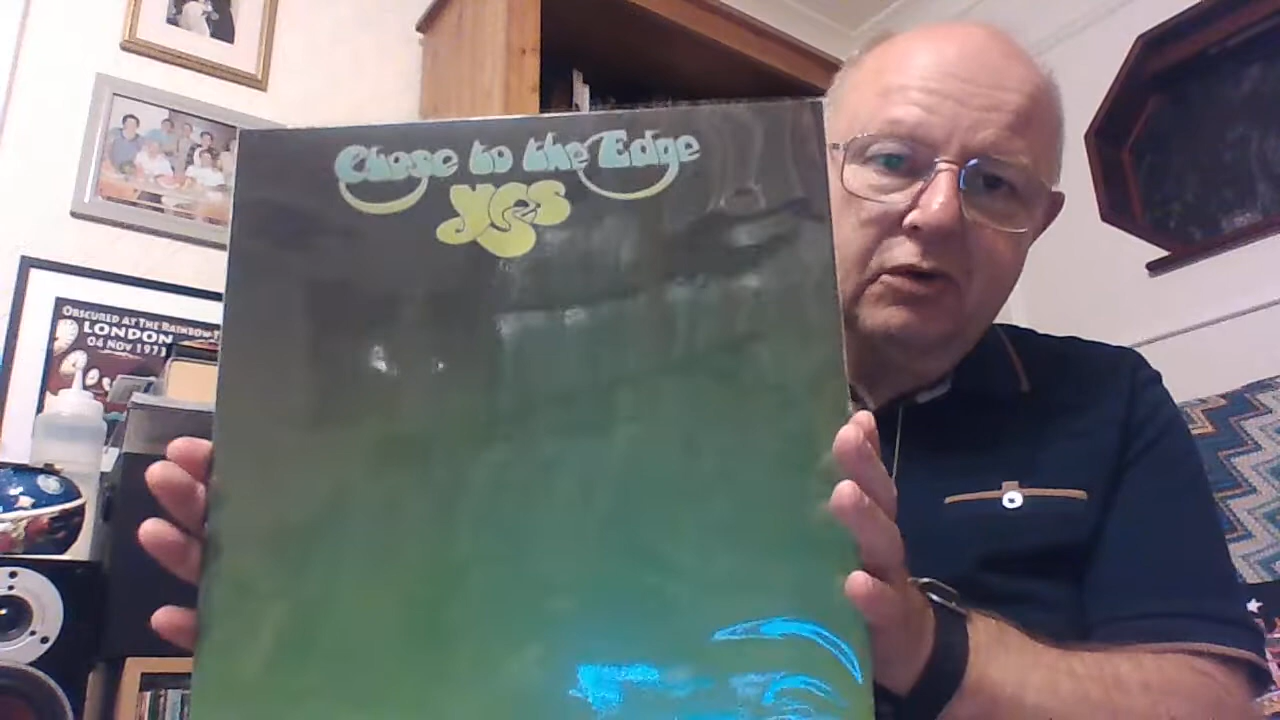 Close to the Edge
yes
OBSCURED AT THE RAINBOW T
LONDON
04 NOV 1973